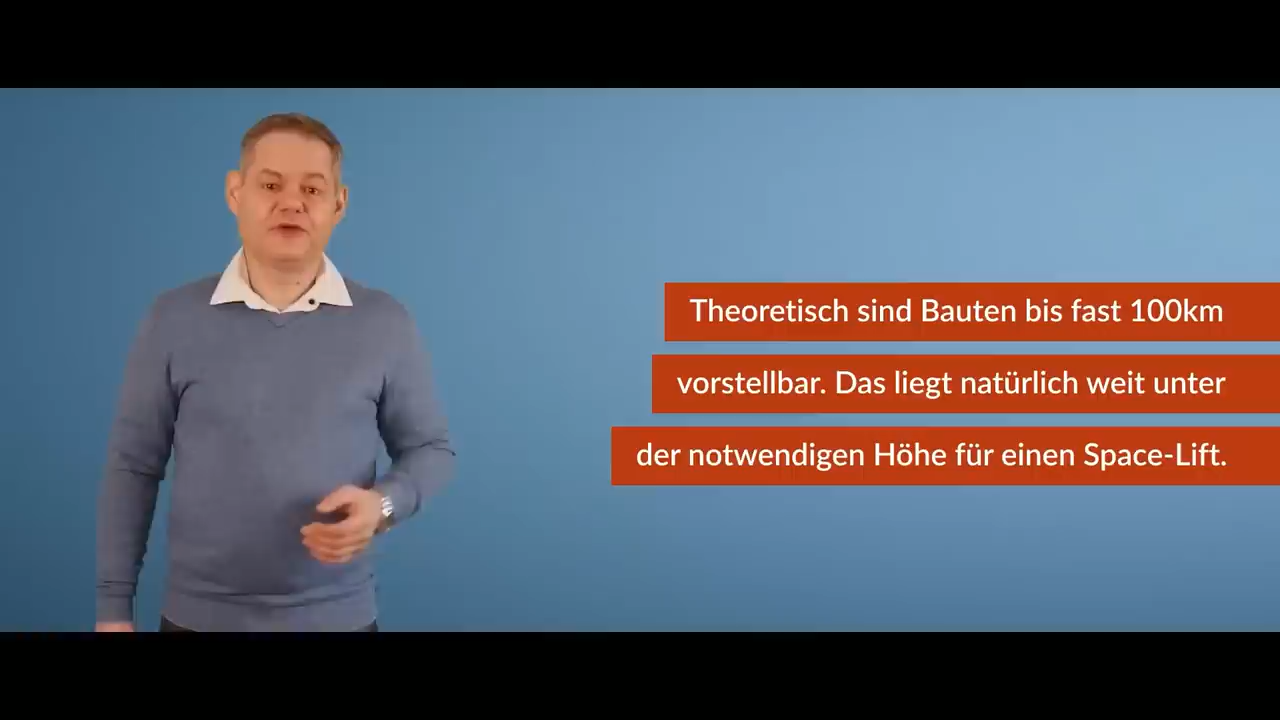 Theoretisch sind Bauten bis fast 100km
vorstellbar. Das liegt natürlich weit unter
der notwendigen Höhe für einen Space-Lift.